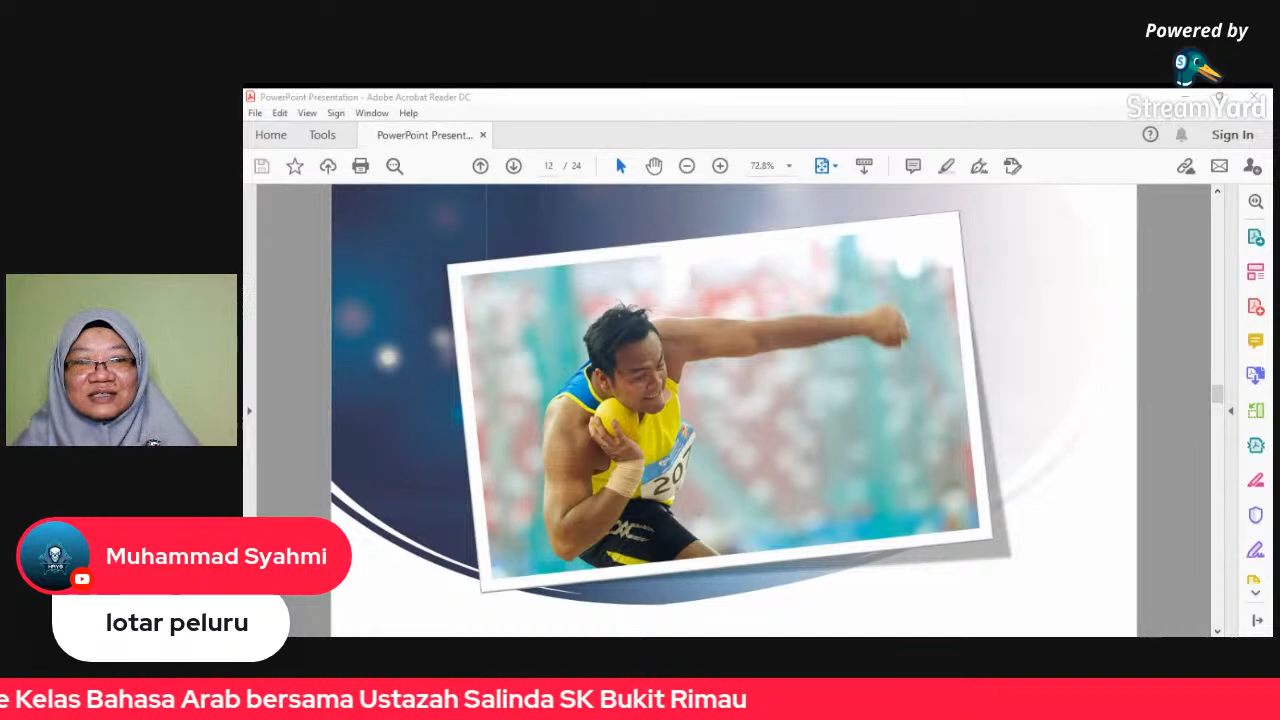 Powered by
StreamYard
PowerPoint Presentation - Adobe Acrobat Reader DC
File Edit View Sign Window Help
Home Tools PowerPoint Present... × Sign In
12 / 24 72.8%
207
Muhammad Syahmi
lotar peluru
e Kelas Bahasa Arab bersama Ustazah Salinda SK Bukit Rimau